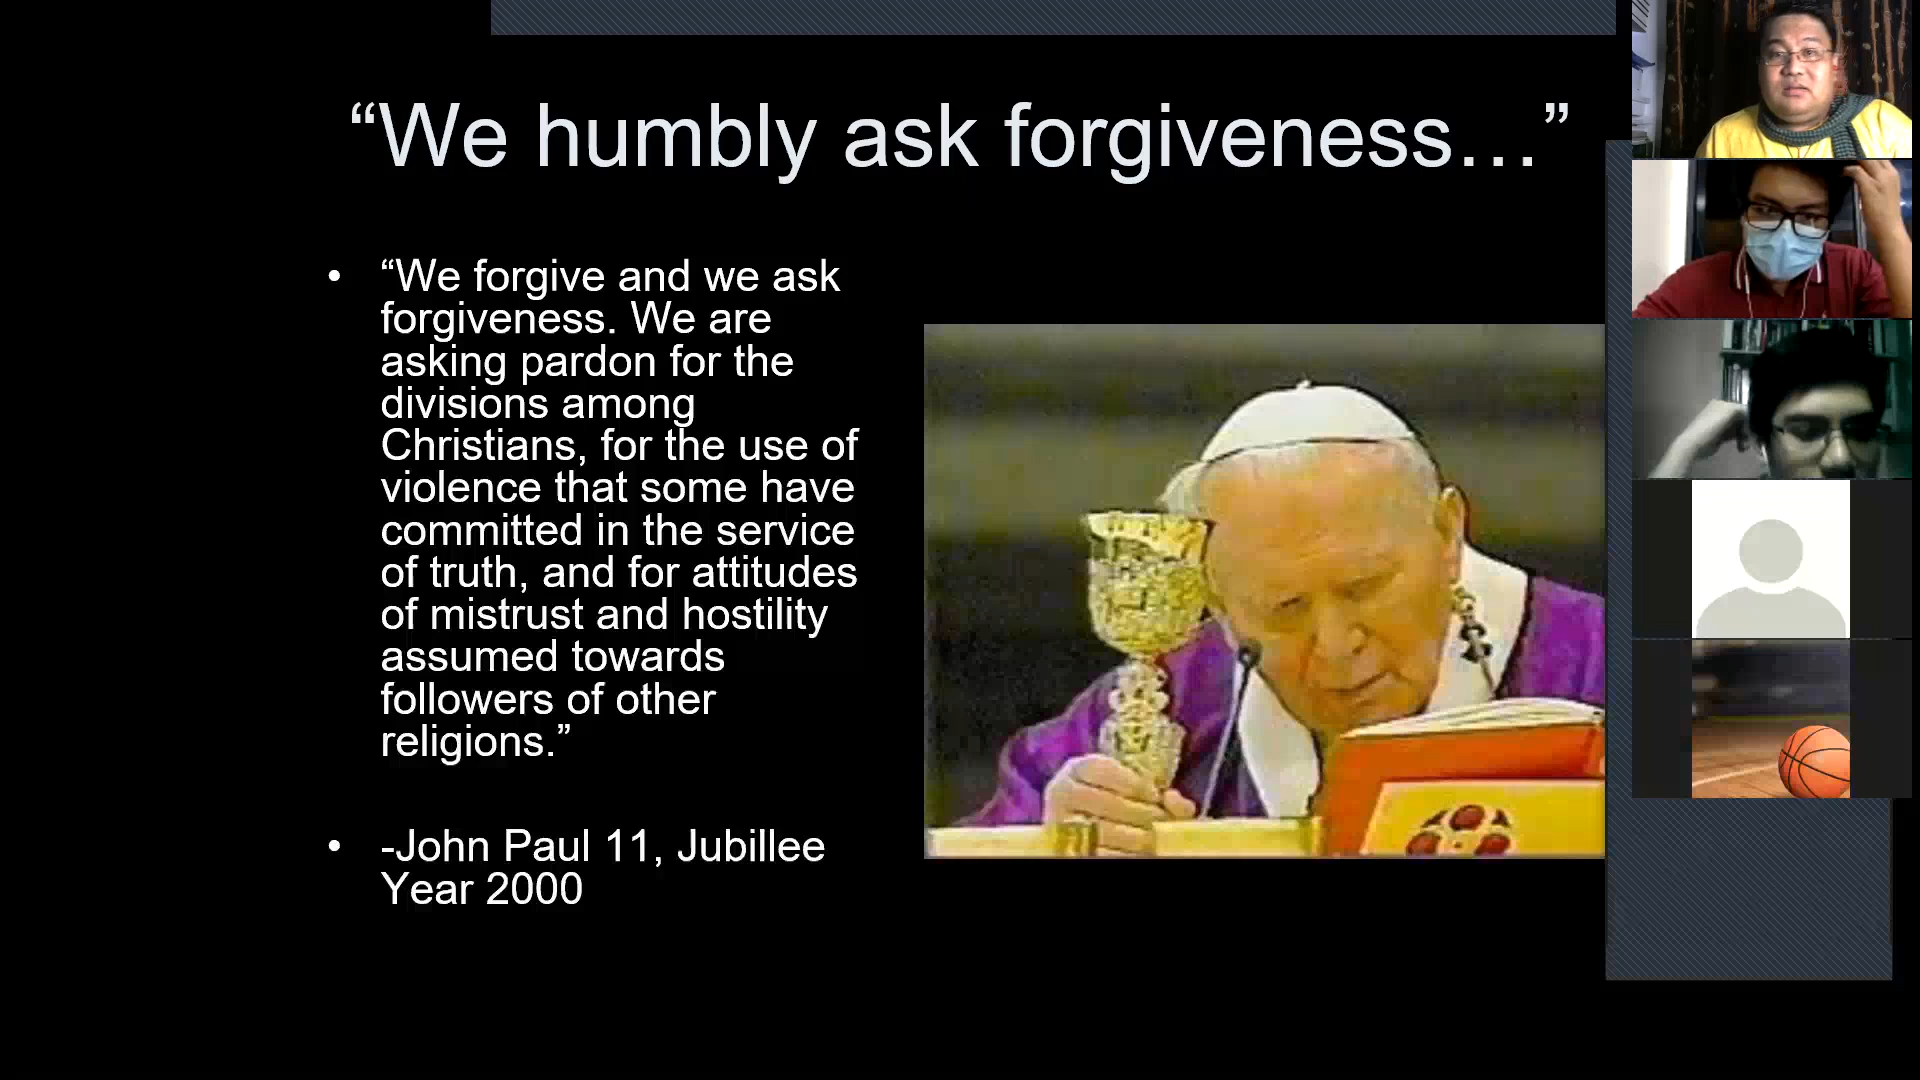 “We humbly ask forgiveness…”
• “We forgive and we ask
forgiveness. We are
asking pardon for the
divisions among
Christians, for the use of
violence that some have
committed in the service
of truth, and for attitudes
of mistrust and hostility
assumed towards
followers of other
religions.”
• -John Paul 11, Jubillee
Year 2000